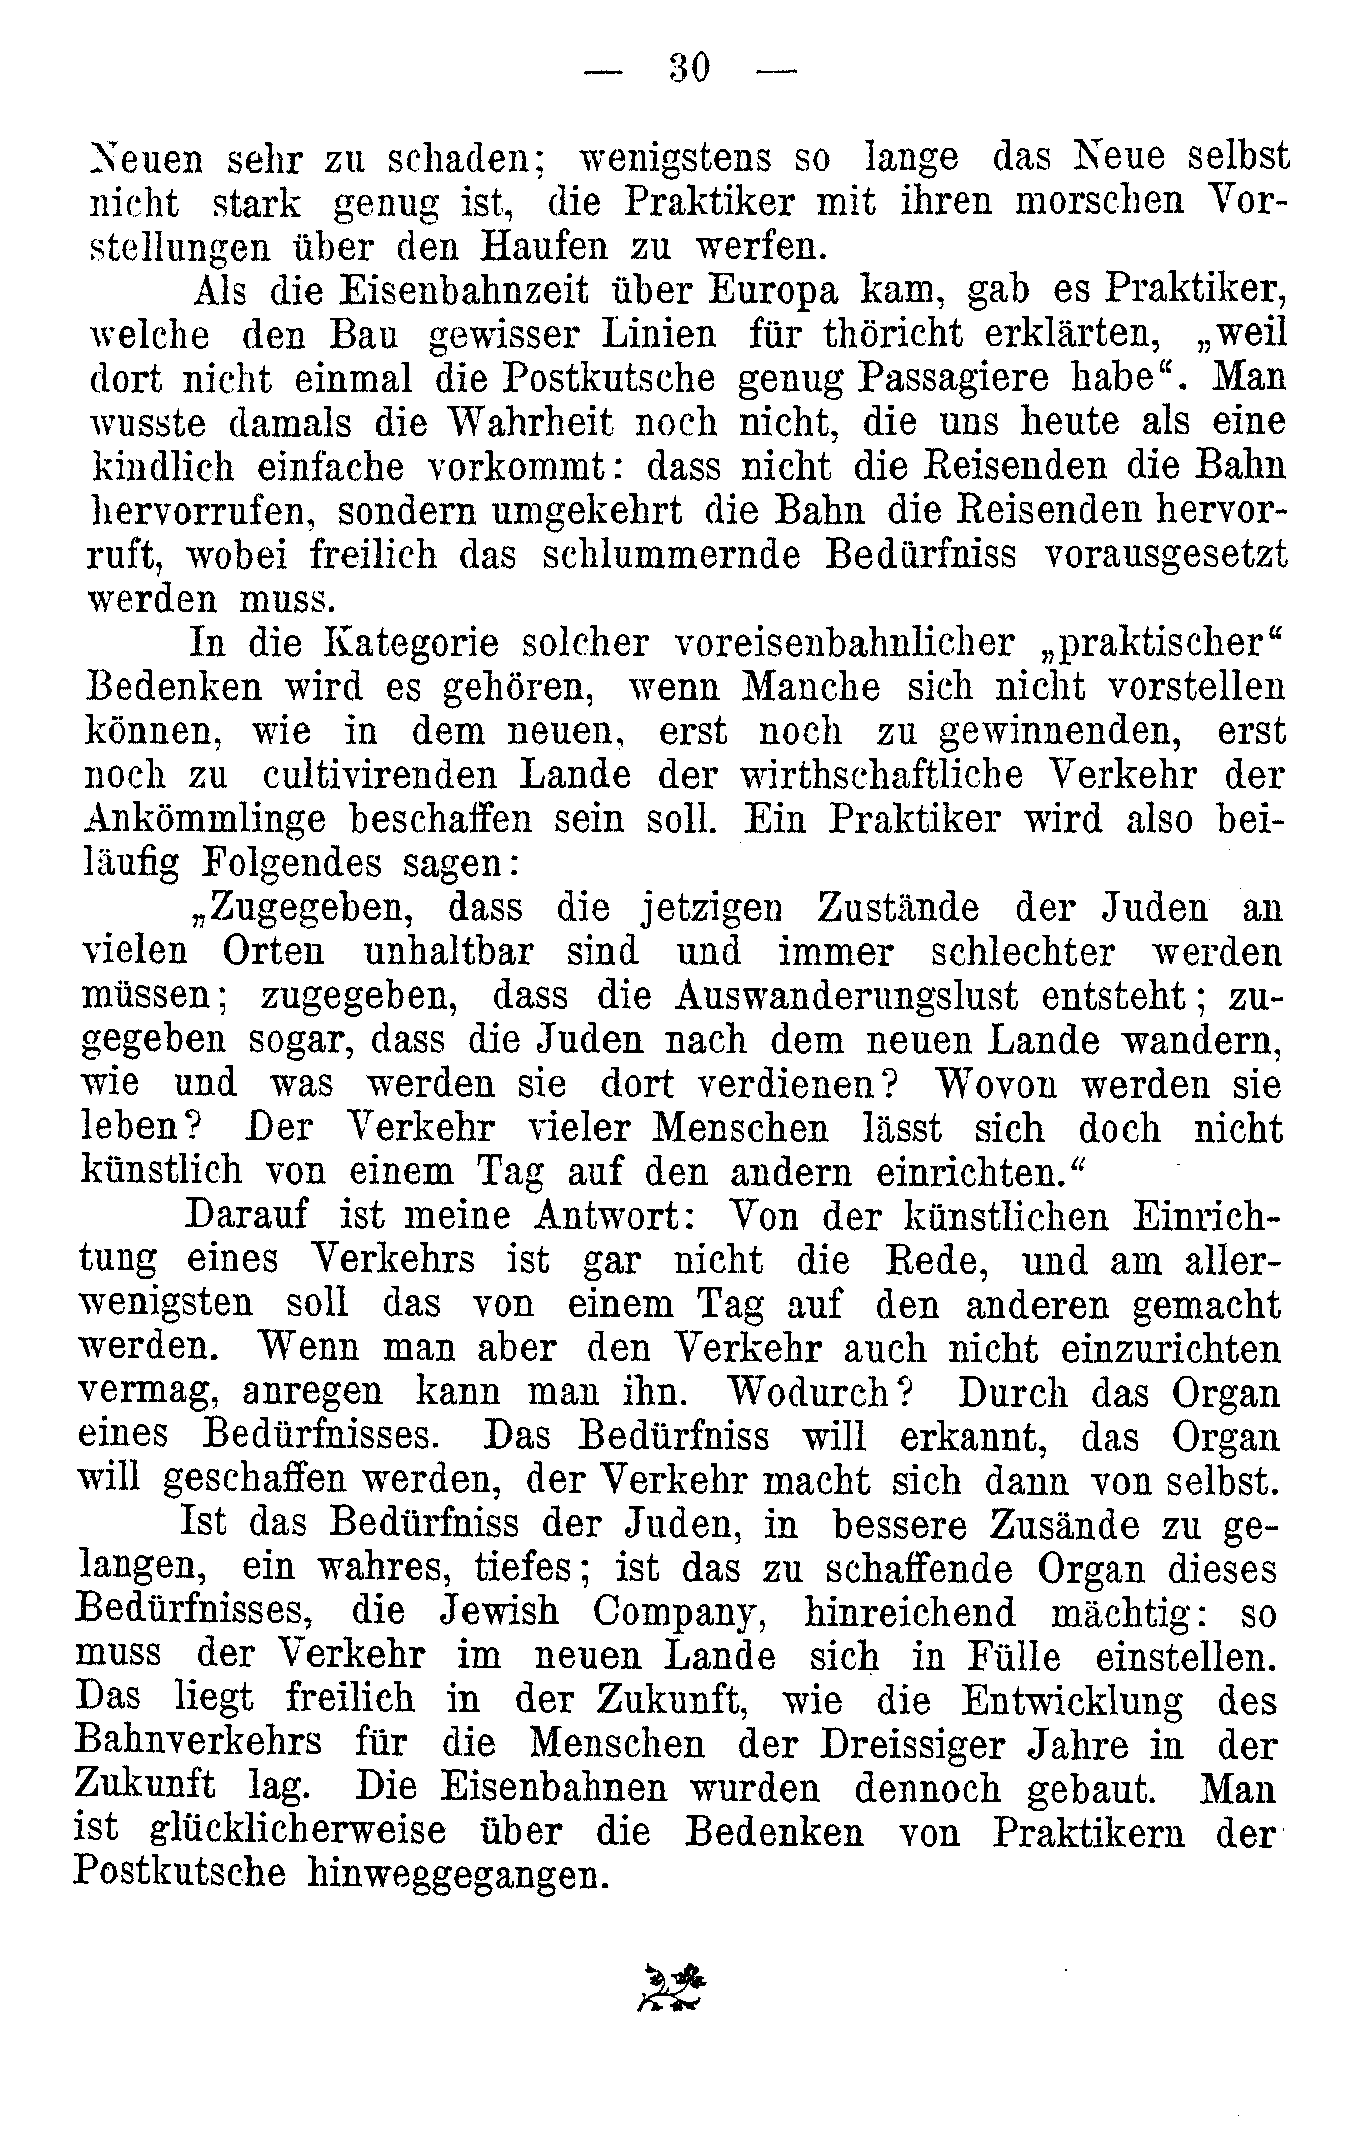 — 30 —
Neuen sehr zu schaden; wenigstens so lange das Neue selbst
nicht stark genug ist, die Praktiker mit ihren morschen Vor-
stellungen über den Haufen zu werfen.
Als die Eisenbahnzeit über Europa kam, gab es Praktiker,
welche den Bau gewisser Linien für thöricht erklärten, „weil
dort nicht einmal die Postkutsche genug Passagiere habe“. Man
wusste damals die Wahrheit noch nicht, die uns heute als eine
kindlich einfache vorkommt: dass nicht die Reisenden die Bahn
hervorrufen, sondern umgekehrt die Bahn die Reisenden hervor-
ruft, wobei freilich das schlummernde Bedürfniss vorausgesetzt
werden muss.
In die Kategorie solcher voreisenbahnlicher „praktischer“
Bedenken wird es gehören, wenn Manche sich nicht vorstellen
können, wie in dem neuen, erst noch zu gewinnenden, erst
noch zu cultivirenden Lande der wirthschaftliche Verkehr der
Ankömmlinge beschaffen sein soll. Ein Praktiker wird also bei-
läufig Folgendes sagen:
„Zugegeben, dass die jetzigen Zustände der Juden an
vielen Orten unhaltbar sind und immer schlechter werden
müssen; zugegeben, dass die Auswanderungslust entsteht; zu-
gegeben sogar, dass die Juden nach dem neuen Lande wandern,
wie und was werden sie dort verdienen? Wovon werden sie
leben? Der Verkehr vieler Menschen lässt sich doch nicht
künstlich von einem Tag auf den andern einrichten.“
Darauf ist meine Antwort: Von der künstlichen Einrich-
tung eines Verkehrs ist gar nicht die Rede, und am aller-
wenigsten soll das von einem Tag auf den anderen gemacht
werden. Wenn man aber den Verkehr auch nicht einzurichten
vermag, anregen kann man ihn. Wodurch? Durch das Organ
eines Bedürfnisses. Das Bedürfniss will erkannt, das Organ
will geschaffen werden, der Verkehr macht sich dann von selbst.
Ist das Bedürfniss der Juden, in bessere Zusände zu ge-
langen, ein wahres, tiefes; ist das zu schaffende Organ dieses
Bedürfnisses, die Jewish Company, hinreichend mächtig: so
muss der Verkehr im neuen Lande sich in Fülle einstellen.
Das liegt freilich in der Zukunft, wie die Entwicklung des
Bahnverkehrs für die Menschen der Dreissiger Jahre in der
Zukunft lag. Die Eisenbahnen wurden dennoch gebaut. Man
ist glücklicherweise über die Bedenken von Praktikern der
Postkutsche hinweggegangen.